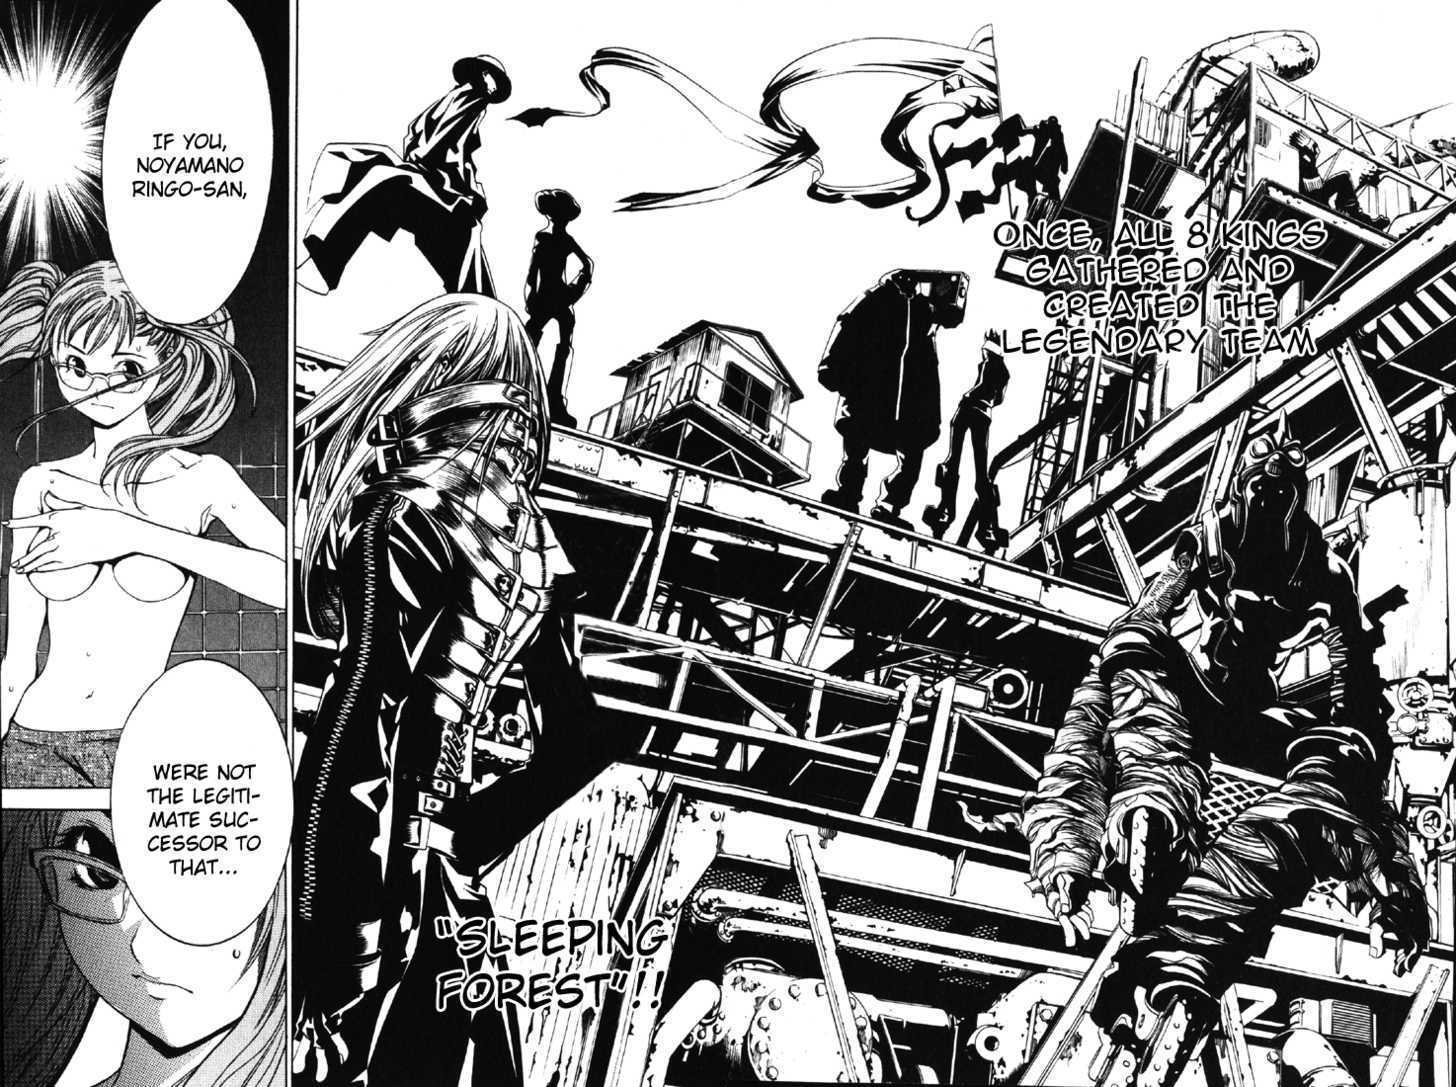 ONCE, ALL 8 KINGS
GATHERED AND
CREATED THE
LEGENDARY TEAM
"SLEEPING
FOREST"!!
IF YOU,
NOYAMANO
RINGO-SAN,
WERE NOT
THE LEGITI-
MATE SUC-
CESSOR TO
THAT...